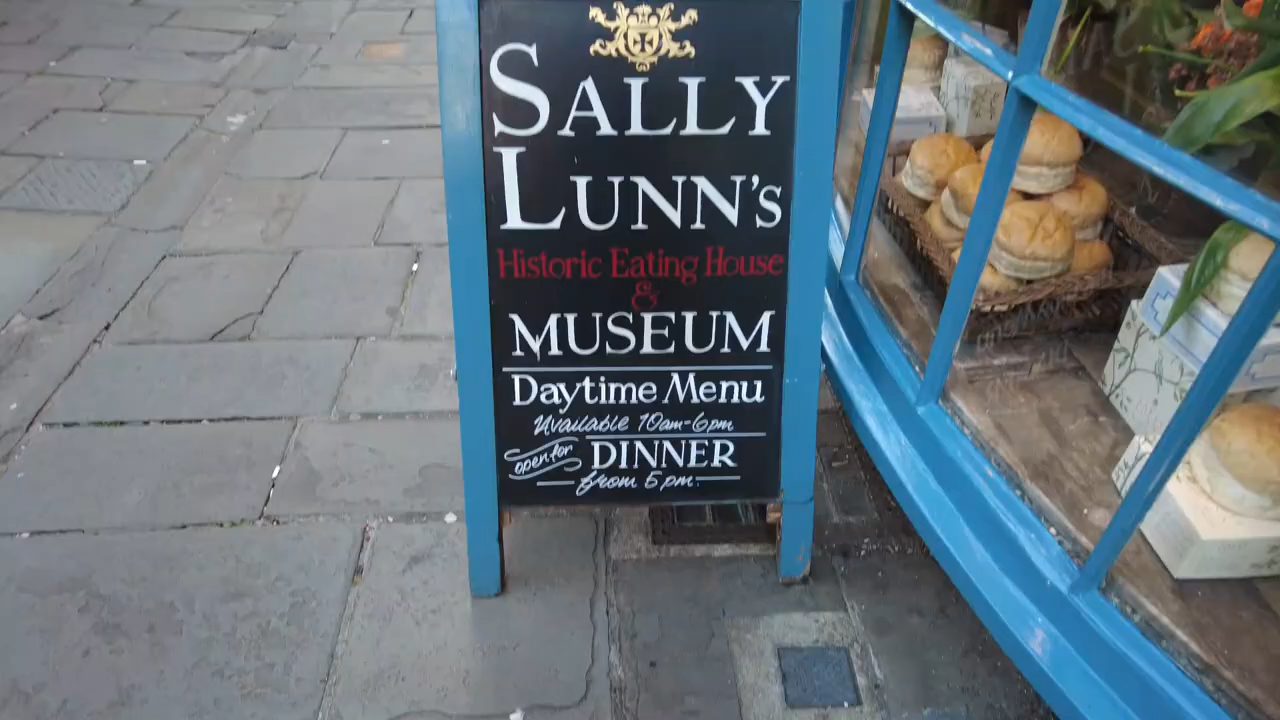 SALLY
LUNN'S
Historic Eating House
&
MUSEUM
Daytime Menu
Available 10am-6pm
open for DINNER
from 5pm.